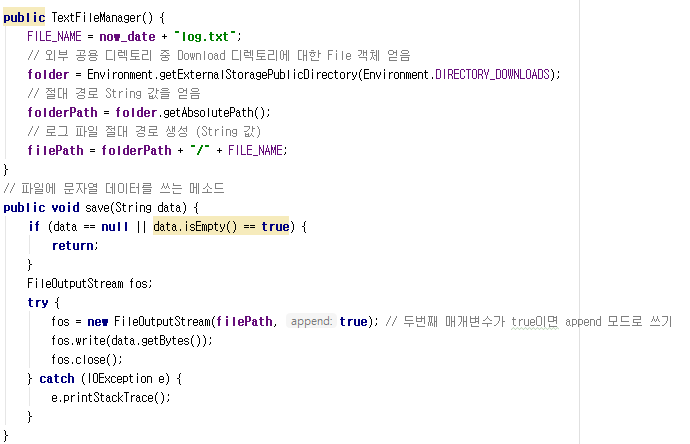 public TextFileManager() {
    FILE_NAME = now_date + "log.txt";
    // 외부 공용 디렉토리 중 Download 디렉토리에 대한 File 객체 얻음
    folder = Environment.getExternalStoragePublicDirectory(Environment.DIRECTORY_DOWNLOADS);
    // 절대 경로 String 값을 얻음
    folderPath = folder.getAbsolutePath();
    // 로그 파일 절대 경로 생성 (String 값)
    filePath = folderPath + "/" + FILE_NAME;
}
// 파일에 문자열 데이터를 쓰는 메소드
public void save(String data) {
    if (data == null || data.isEmpty() == true) {
        return;
    }
    FileOutputStream fos;
    try {
        fos = new FileOutputStream(filePath, append: true); // 두번째 매개변수가 true이면 append 모드로 쓰기
        fos.write(data.getBytes());
        fos.close();
    } catch (IOException e) {
        e.printStackTrace();
    }
}